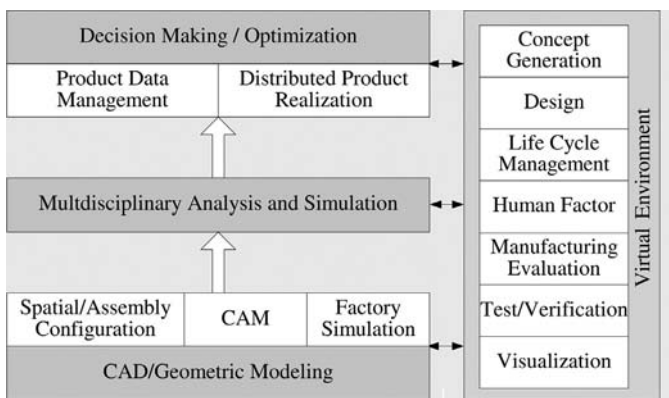 Decision Making / Optimization
Product Data
Management
Distributed Product
Realization
Multdisciplinary Analysis and Simulation
Spatial/Assembly
Configuration
CAM
Factory
Simulation
CAD/Geometric Modeling
Concept
Generation
Design
Life Cycle
Management
Human Factor
Manufacturing
Evaluation
Test/Verification
Visualization
Virtual Environment